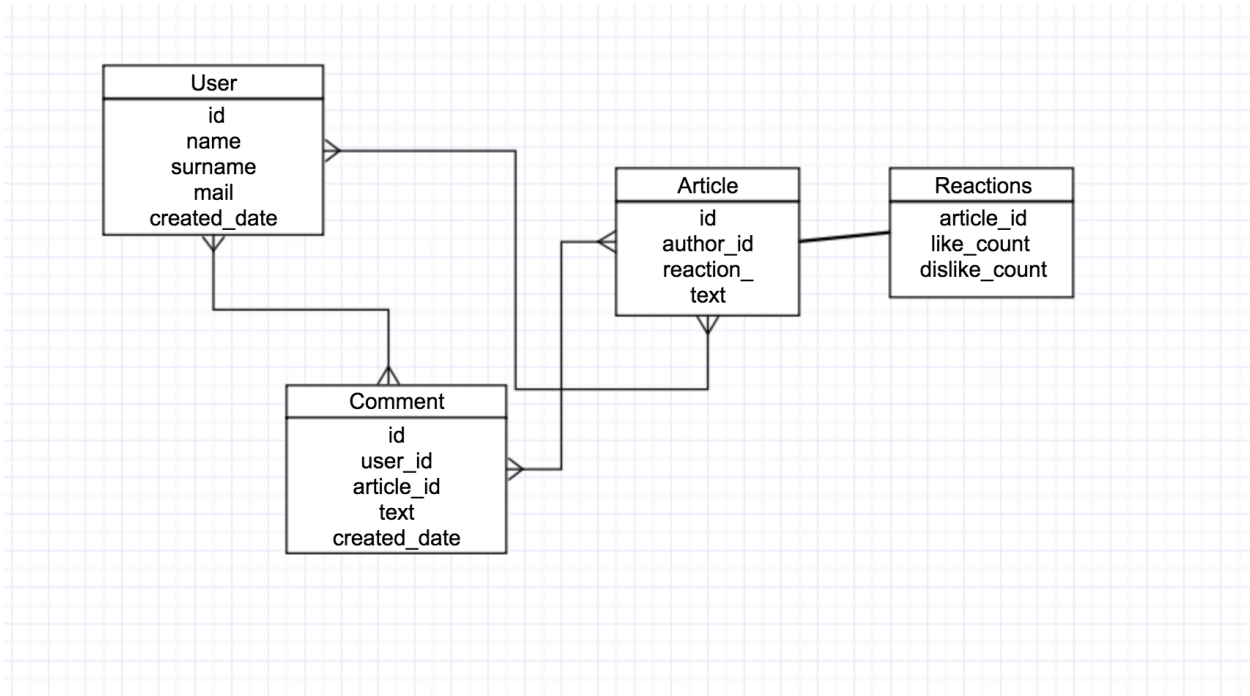 User
id
name
surname
mail
created_date
Article
id
author_id
reaction_
text
Reactions
article_id
like_count
dislike_count
Comment
id
user_id
article_id
text
created_date